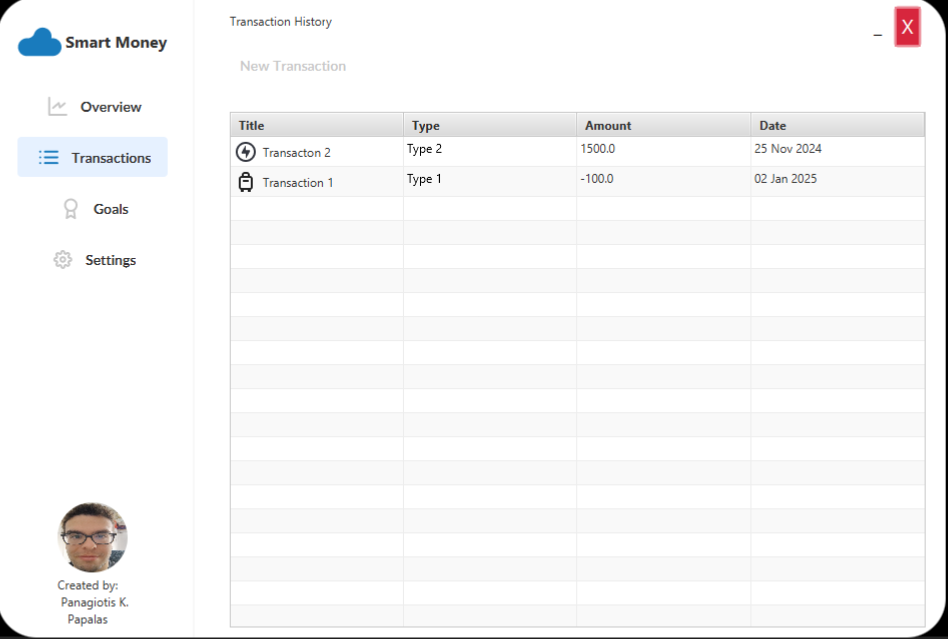 Transaction History
_
X
Smart Money
New Transaction
Overview
Transactions
Goals
Settings
Title Type Amount Date
Transacton 2 Type 2 1500.0 25 Nov 2024
Transaction 1 Type 1 -100.0 02 Jan 2025
Created by:
Panagiotis K.
Papalas